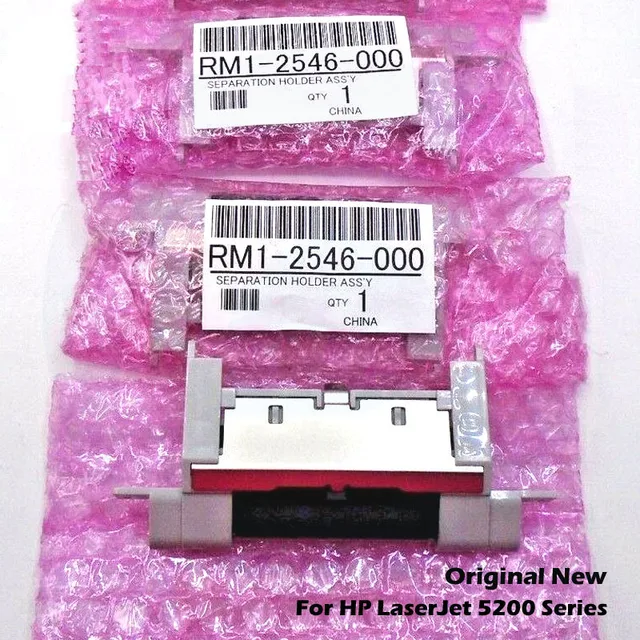 RM1-2546-000
SEPARATION HOLDER ASS'Y
QTY 1
CHINA
RM1-2546-000
SEPARATION HOLDER ASS'Y
QTY 1
CHINA
Original New
For HP LaserJet 5200 Series